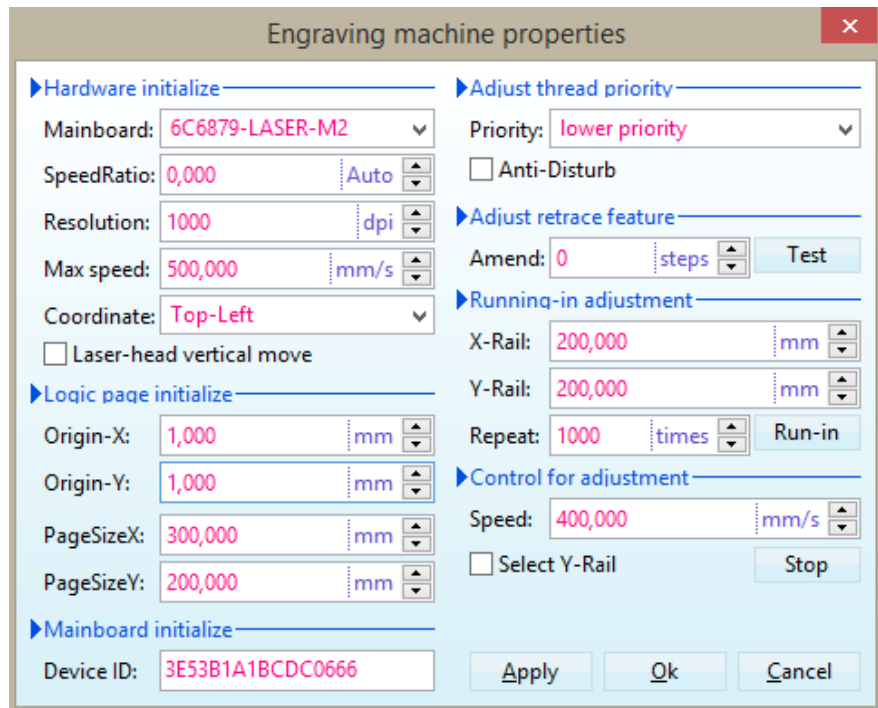 Engraving machine properties
Hardware initialize
Mainboard: 6C6879-LASER-M2
SpeedRatio: 0,000 Auto
Resolution: 1000 dpi
Max speed: 500,000 mm/s
Coordinate: Top-Left
Laser-head vertical move
Logic page initialize
Origin-X: 1,000 mm
Origin-Y: 1,000 mm
PageSizeX: 300,000 mm
PageSizeY: 200,000 mm
Mainboard initialize
Device ID: 3E53B1A1BCDC0666
Adjust thread priority
Priority: lower priority
Anti-Disturb
Adjust retrace feature
Amend: 0 steps Test
Running-in adjustment
X-Rail: 200,000 mm
Y-Rail: 200,000 mm
Repeat: 1000 times Run-in
Control for adjustment
Speed: 400,000 mm/s
Select Y-Rail Stop
Apply Ok Cancel